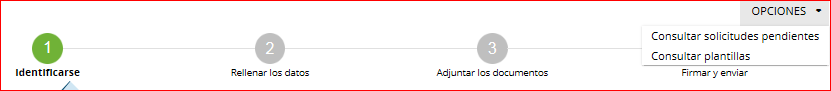 OPCIONES
Consultar solicitudes pendientes
Consultar plantillas
1
Identificarse
2
Rellenar los datos
3
Adjuntar los documentos
Firmar y enviar